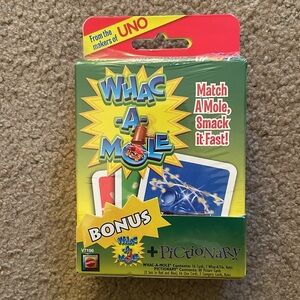 From the
makers of UNO
WHAC
-A-
MOLE
Match
A Mole,
Smack
it Fast!
BONUS
WHAC
A
MOLE
+PICTIONARY